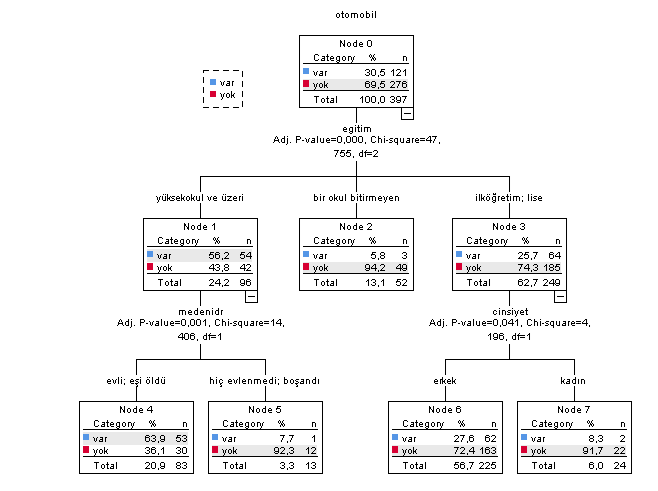 otomobil
Node 0
Category % n
var 30,5 121
yok 69,5 276
Total 100,0 397
var
yok
egitim
Adj. P-value=0,000, Chi-square=47,
755, df=2
yüksekokul ve üzeri
bir okul bitirmeyen
ilköğretim; lise
Node 1
Category % n
var 56,2 54
yok 43,8 42
Total 24,2 96
Node 2
Category % n
var 5,8 3
yok 94,2 49
Total 13,1 52
Node 3
Category % n
var 25,7 64
yok 74,3 185
Total 62,7 249
medenidr
Adj. P-value=0,001, Chi-square=14,
406, df=1
cinsiyet
Adj. P-value=0,041, Chi-square=4,
196, df=1
evli; eşi öldü
hiç evlenmedi; boşandı
erkek
kadın
Node 4
Category % n
var 63,9 53
yok 36,1 30
Total 20,9 83
Node 5
Category % n
var 7,7 1
yok 92,3 12
Total 3,3 13
Node 6
Category % n
var 27,6 62
yok 72,4 163
Total 56,7 225
Node 7
Category % n
var 8,3 2
yok 91,7 22
Total 6,0 24